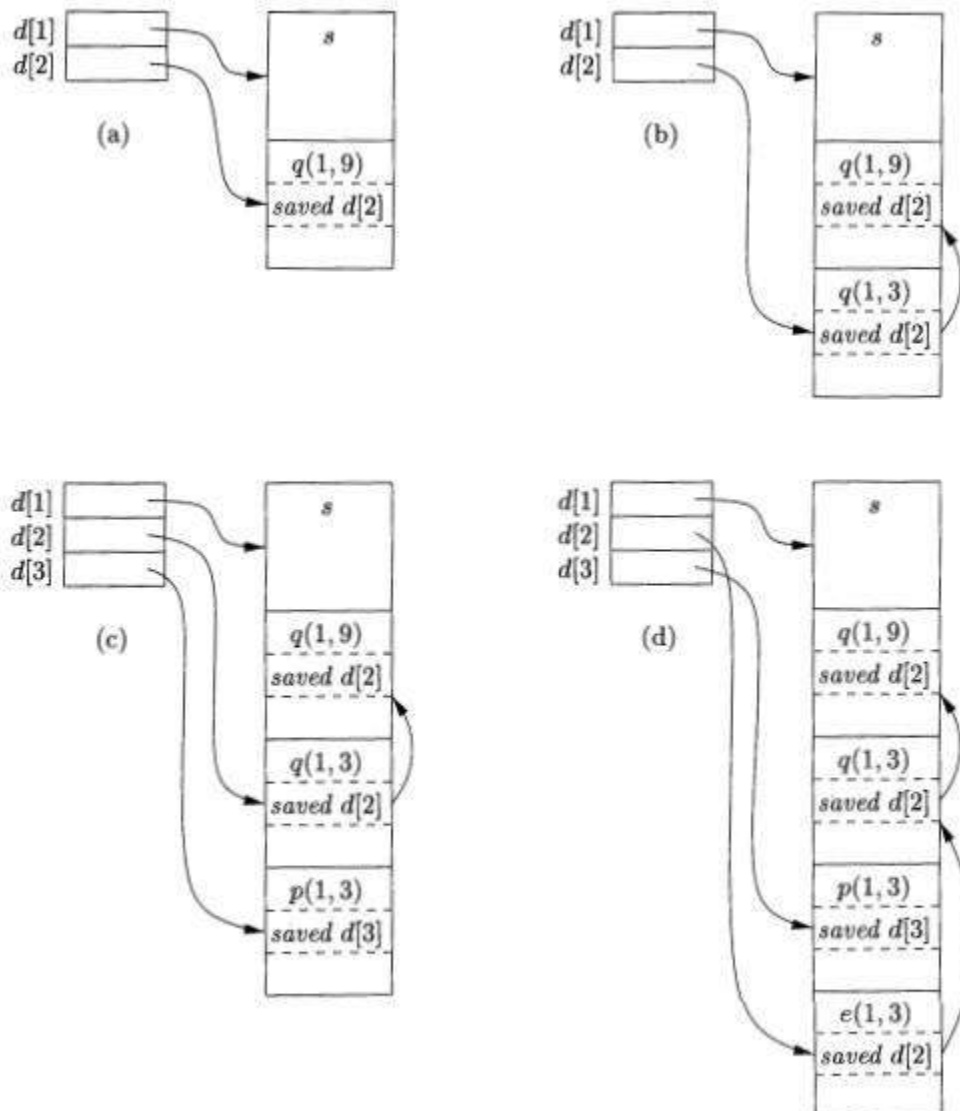 d[1]
d[2]
s
(a)
q(1,9)
saved d[2]
d[1]
d[2]
s
(b)
q(1,9)
saved d[2]
q(1,3)
saved d[2]
d[1]
d[2]
d[3]
s
(c)
q(1,9)
saved d[2]
q(1,3)
saved d[2]
p(1,3)
saved d[3]
d[1]
d[2]
d[3]
s
(d)
q(1,9)
saved d[2]
q(1,3)
saved d[2]
p(1,3)
saved d[3]
e(1,3)
saved d[2]